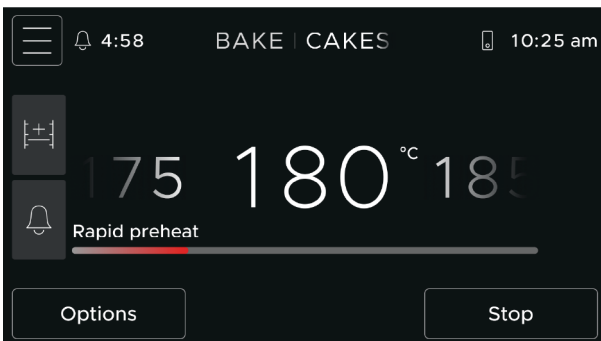 4:58 BAKE | CAKES 10:25 am
175 180 °C 185
Rapid preheat
Options Stop